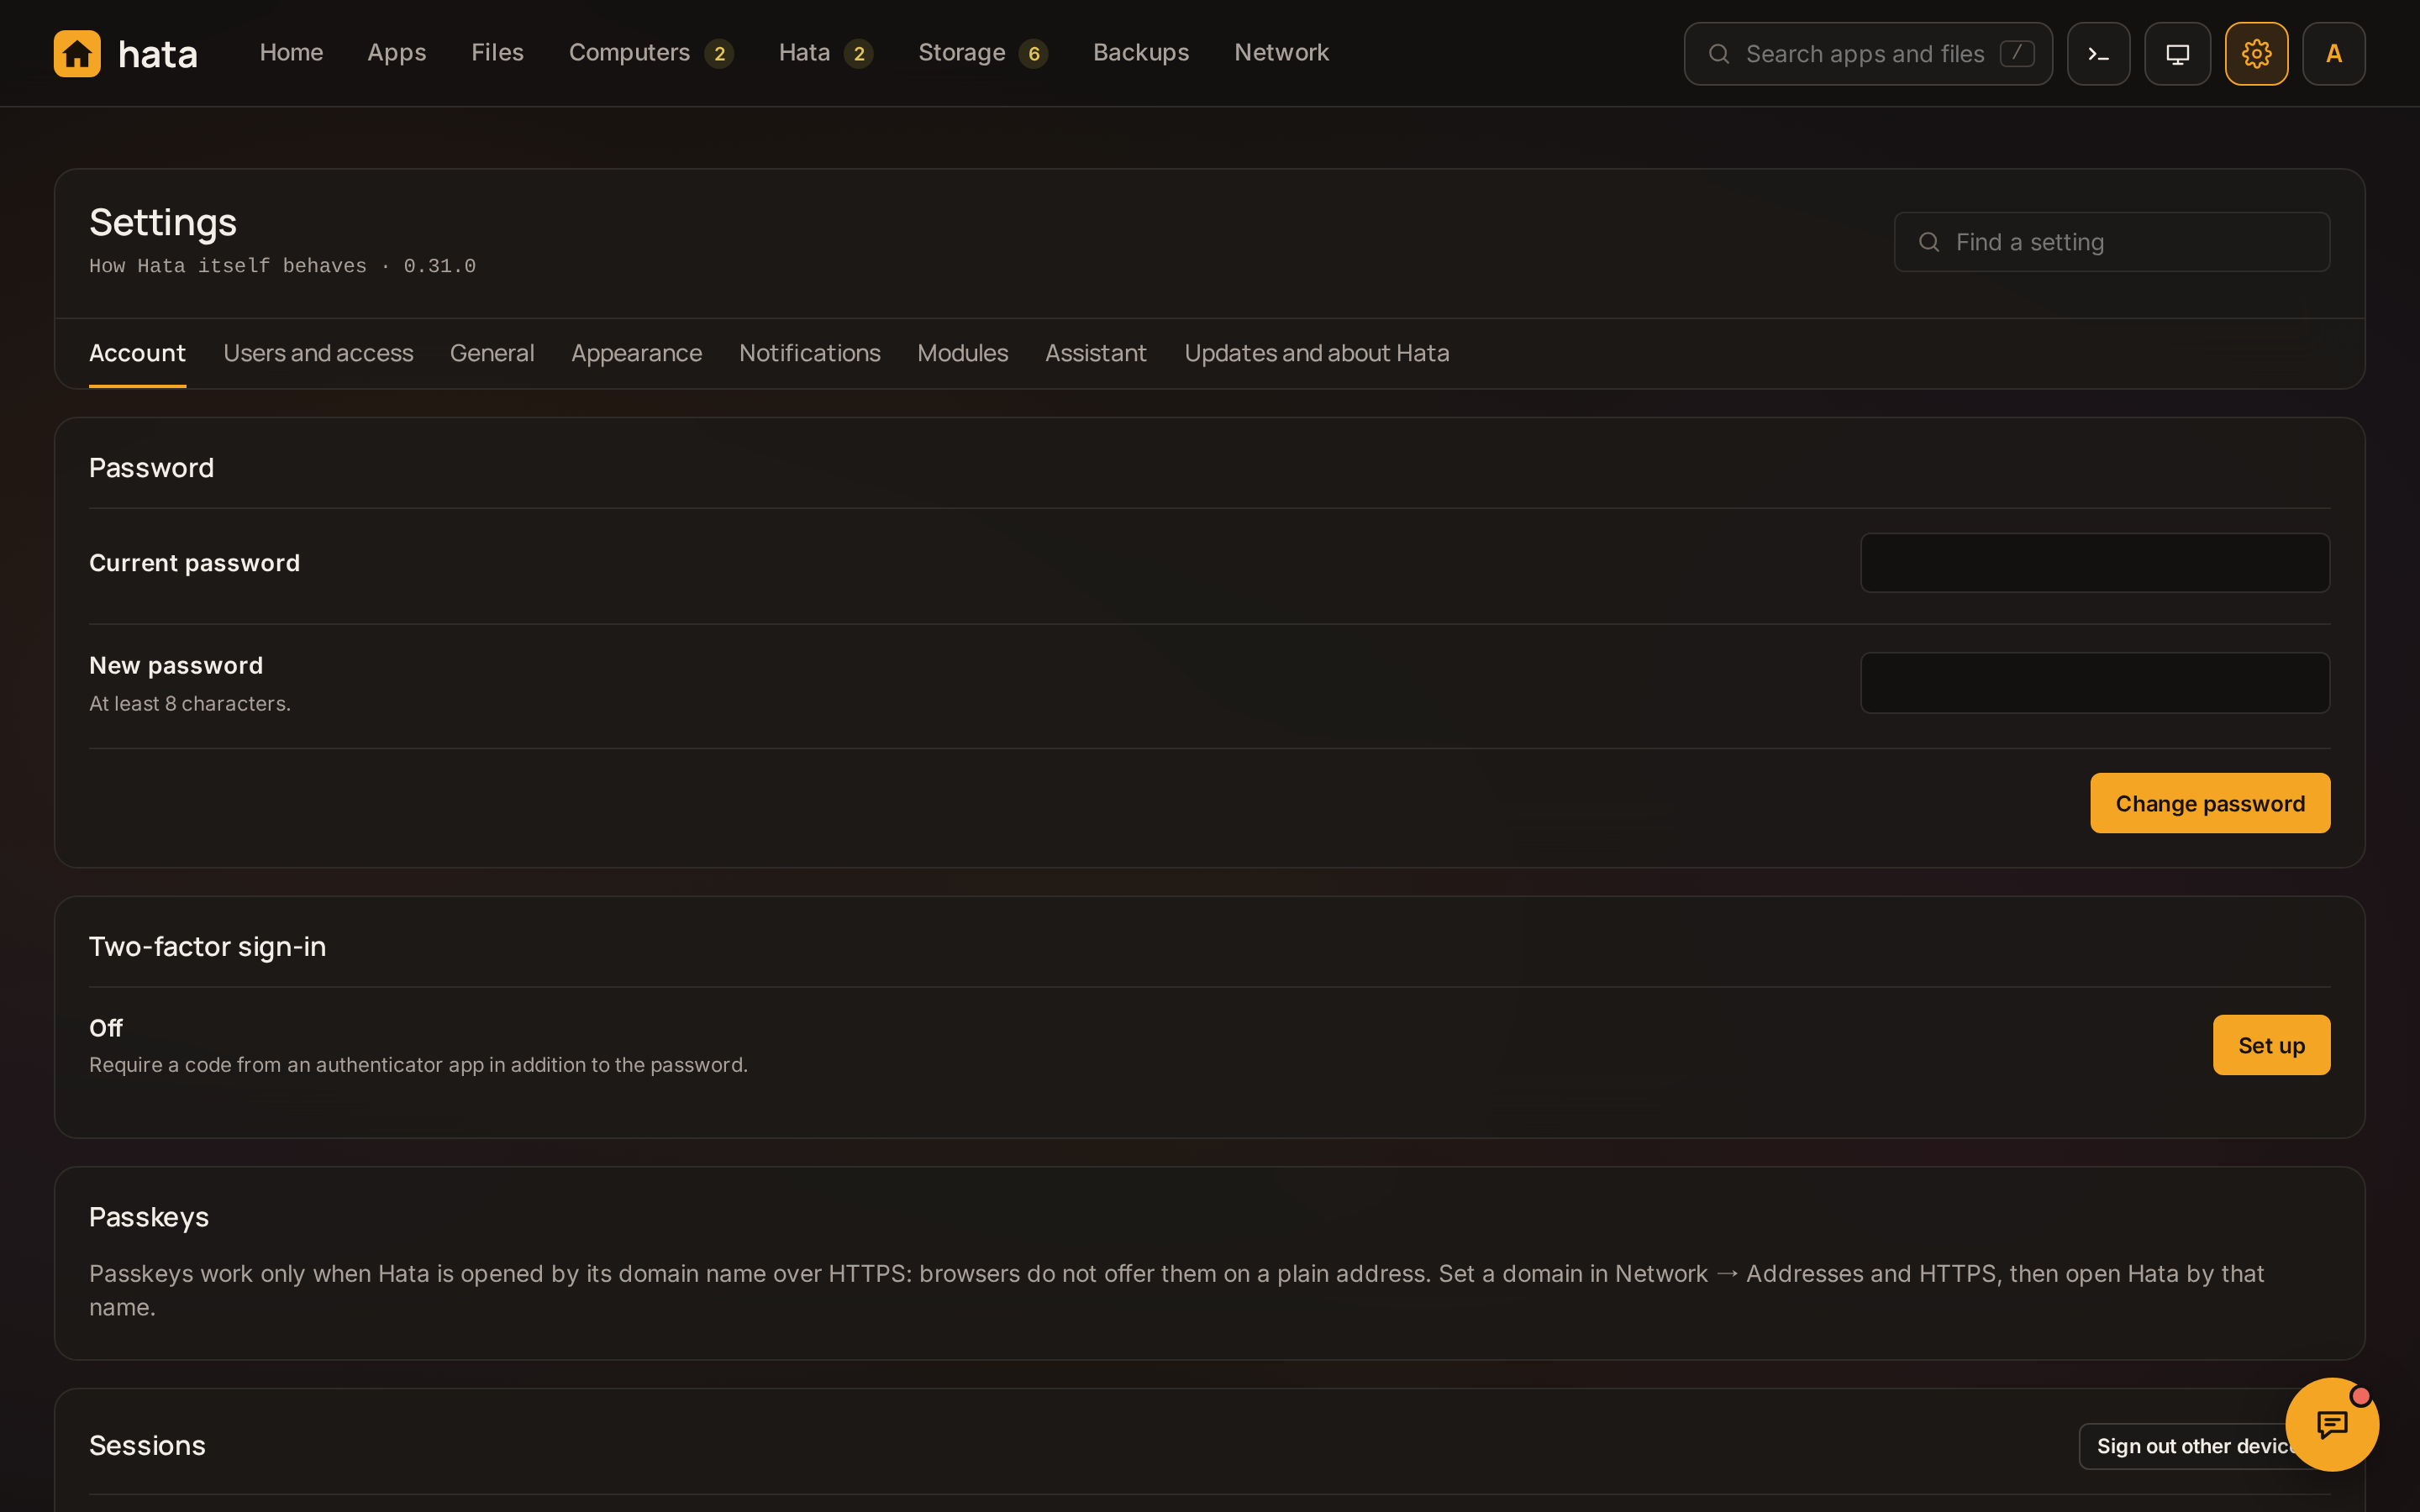 hata
Home
Apps
Files
Computers 2
Hata 2
Storage 6
Backups
Network
Search apps and files /
A
Settings
How Hata itself behaves · 0.31.0
Find a setting
Account
Users and access
General
Appearance
Notifications
Modules
Assistant
Updates and about Hata
Password
Current password
New password
At least 8 characters.
Change password
Two-factor sign-in
Off
Require a code from an authenticator app in addition to the password.
Set up
Passkeys
Passkeys work only when Hata is opened by its domain name over HTTPS: browsers do not offer them on a plain address. Set a domain in Network → Addresses and HTTPS, then open Hata by that
name.
Sessions
Sign out other